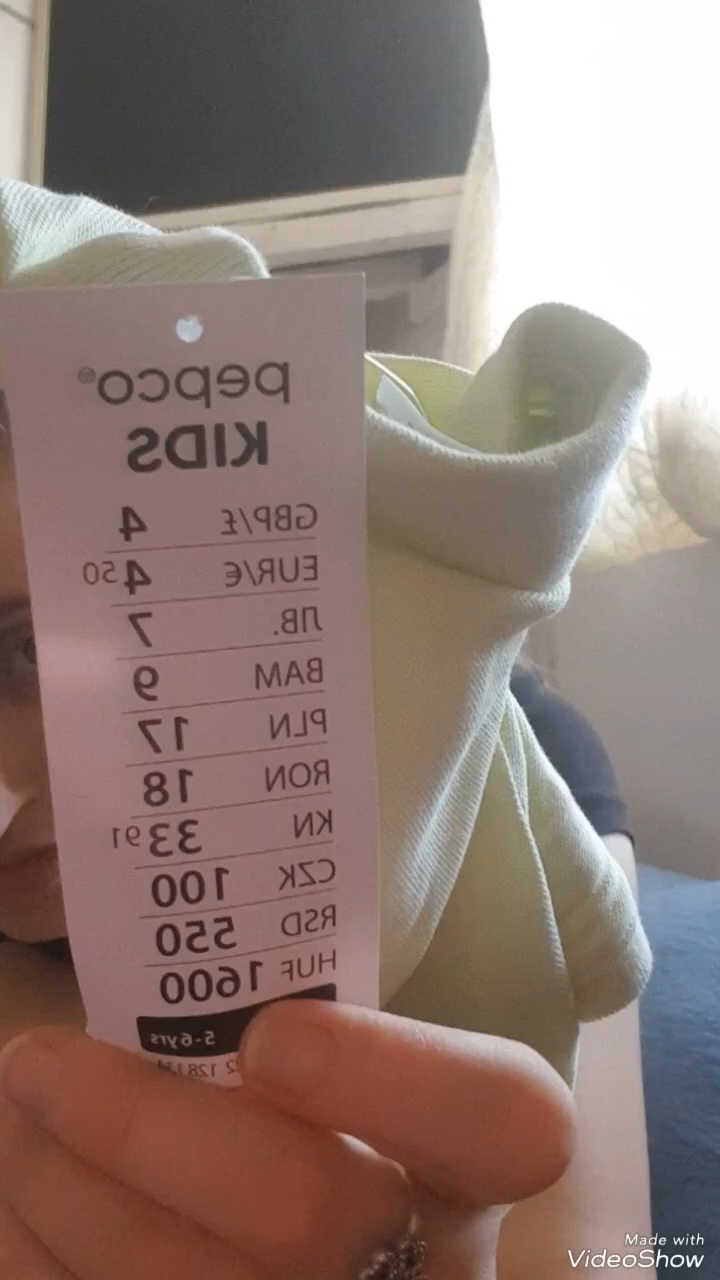 pepco®
KIDS
GBP/£ 4
EUR/€ 4 50
ЛВ. 7
BAM 9
PLN 17
RON 18
KN 33 91
CZK 100
RSD 550
HUF 1600
5-6yrs
128
Made with
VideoShow